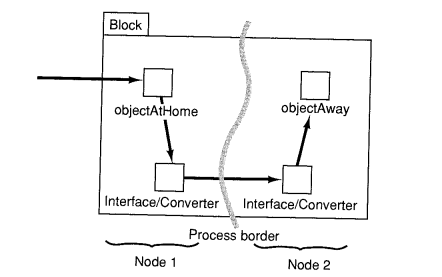 Block
objectAtHome
objectAway
Interface/Converter
Interface/Converter
Process border
Node 1
Node 2